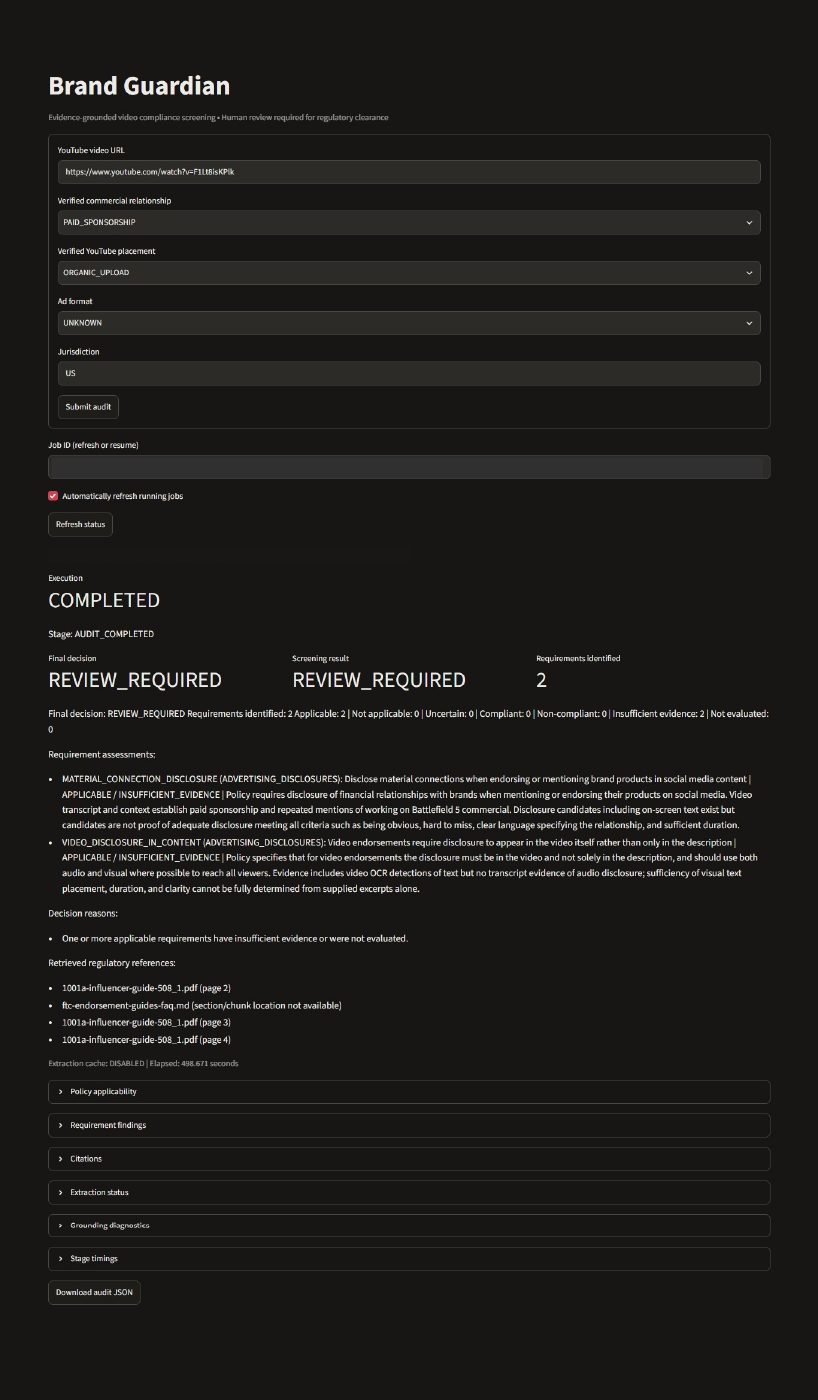 Brand Guardian
Evidence-grounded video compliance screening • Human review required for regulatory clearance
YouTube video URL
https://www.youtube.com/watch?v=F1Lt8isKPIk
Verified commercial relationship
PAID_SPONSORSHIP
Verified YouTube placement
ORGANIC_UPLOAD
Ad format
UNKNOWN
Jurisdiction
US
Submit audit
Job ID (refresh or resume)
Automatically refresh running jobs
Refresh status
Execution
COMPLETED
Stage: AUDIT_COMPLETED
Final decision
REVIEW_REQUIRED
Screening result
REVIEW_REQUIRED
Requirements identified
2
Final decision: REVIEW_REQUIRED Requirements identified: 2 Applicable: 2 | Not applicable: 0 | Uncertain: 0 | Compliant: 0 | Non-compliant: 0 | Insufficient evidence: 2 | Not evaluated:
0
Requirement assessments:
• MATERIAL_CONNECTION_DISCLOSURE (ADVERTISING_DISCLOSURES): Disclose material connections when endorsing or mentioning brand products in social media content |
APPLICABLE / INSUFFICIENT_EVIDENCE | Policy requires disclosure of financial relationships with brands when mentioning or endorsing their products on social media. Video
transcript and context establish paid sponsorship and repeated mentions of working on Battlefield 5 commercial. Disclosure candidates including on-screen text exist but
candidates are not proof of adequate disclosure meeting all criteria such as being obvious, hard to miss, clear language specifying the relationship, and sufficient duration.
• VIDEO_DISCLOSURE_IN_CONTENT (ADVERTISING_DISCLOSURES): Video endorsements require disclosure to appear in the video itself rather than only in the description |
APPLICABLE / INSUFFICIENT_EVIDENCE | Policy specifies that for video endorsements the disclosure must be in the video and not solely in the description, and should use both
audio and visual where possible to reach all viewers. Evidence includes video OCR detections of text but no transcript evidence of audio disclosure; sufficiency of visual text
placement, duration, and clarity cannot be fully determined from supplied excerpts alone.
Decision reasons:
• One or more applicable requirements have insufficient evidence or were not evaluated.
Retrieved regulatory references:
• 1001a-influencer-guide-508_1.pdf (page 2)
• ftc-endorsement-guides-faq.md (section/chunk location not available)
• 1001a-influencer-guide-508_1.pdf (page 3)
• 1001a-influencer-guide-508_1.pdf (page 4)
Extraction cache: DISABLED | Elapsed: 498.671 seconds
Policy applicability
Requirement findings
Citations
Extraction status
Grounding diagnostics
Stage timings
Download audit JSON